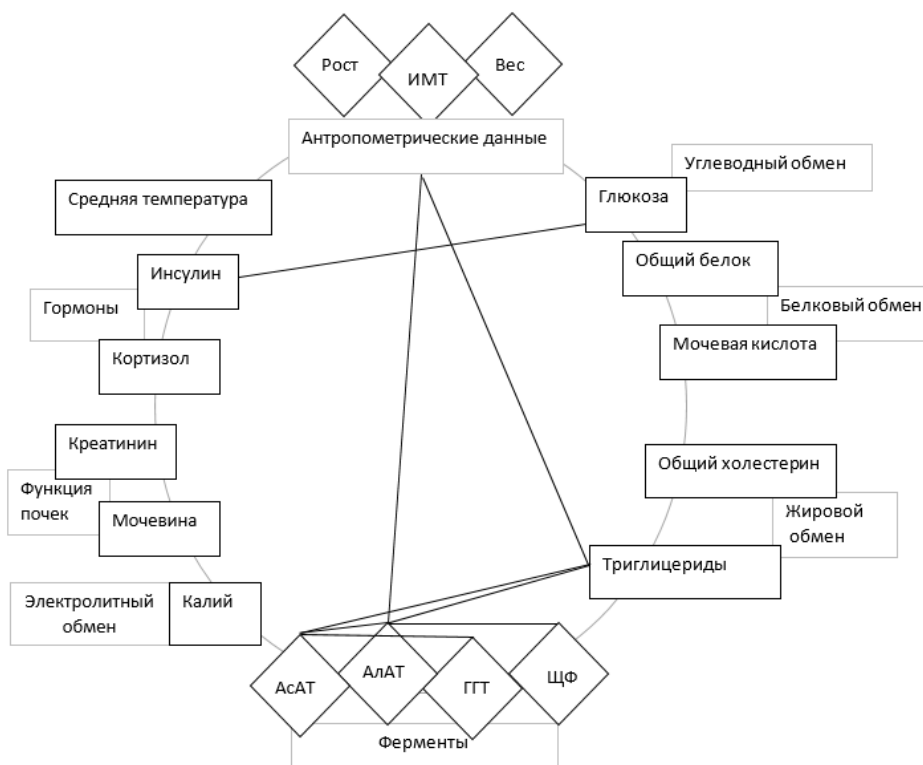 Рост
ИМТ
Вес
Антропометрические данные
Углеводный обмен
Средняя температура
Глюкоза
Инсулин
Общий белок
Гормоны
Белковый обмен
Кортизол
Мочевая кислота
Креатинин
Общий холестерин
Функция
почек
Мочевина
Жировой
обмен
Триглицериды
Электролитный
обмен
Калий
АсАТ
АлАТ
ГГТ
ЩФ
Ферменты